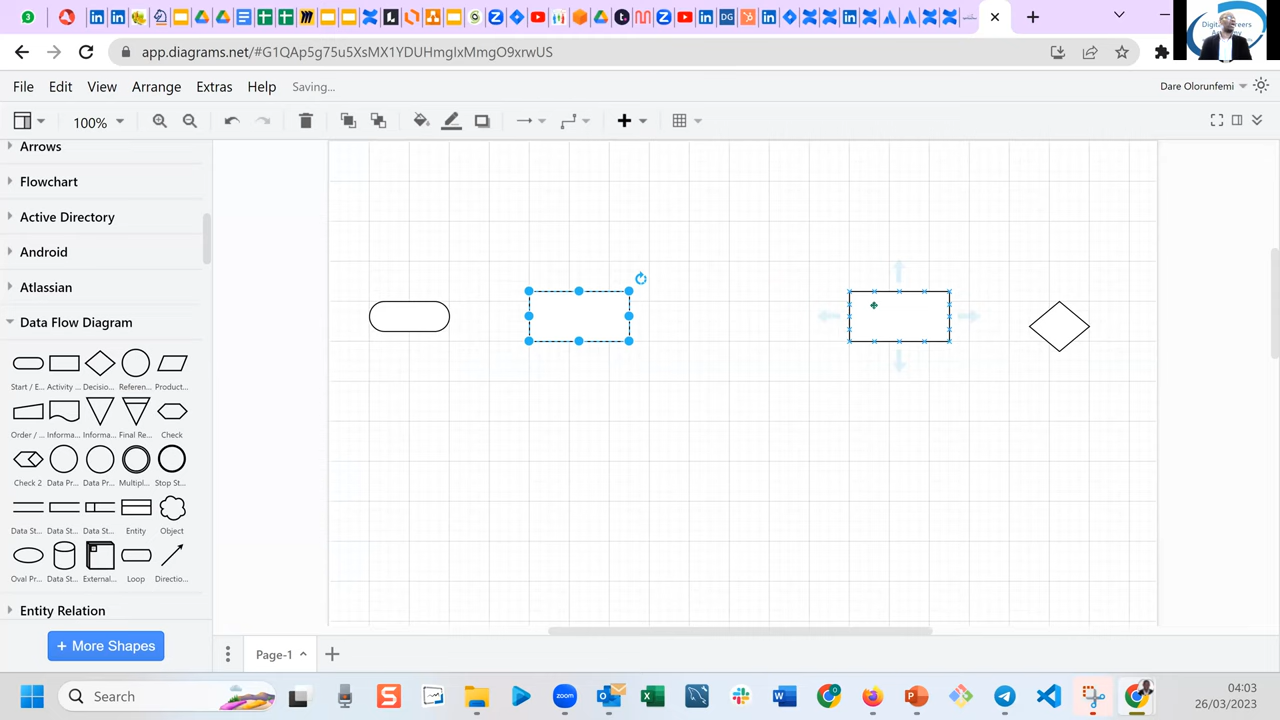 app.diagrams.net/#G1QAp5g75u5XsMX1YDUHmglxMmgO9xrwUS
File Edit View Arrange Extras Help Saving...
Dare Olorunfemi
100%
Arrows
Flowchart
Active Directory
Android
Atlassian
Data Flow Diagram
Start / E... Activity Decisio... Referen... Product...
Order / ... Informa... Informa... Final Re... Check
Check 2 Data Pr... Data Pr... Multipl... Stop St...
Data St... Data St... Data St... Entity Object
Oval Pr... Data St... External... Loop Directio...
Entity Relation
+ More Shapes
Page-1
Search
zoom
04:03
26/03/2023